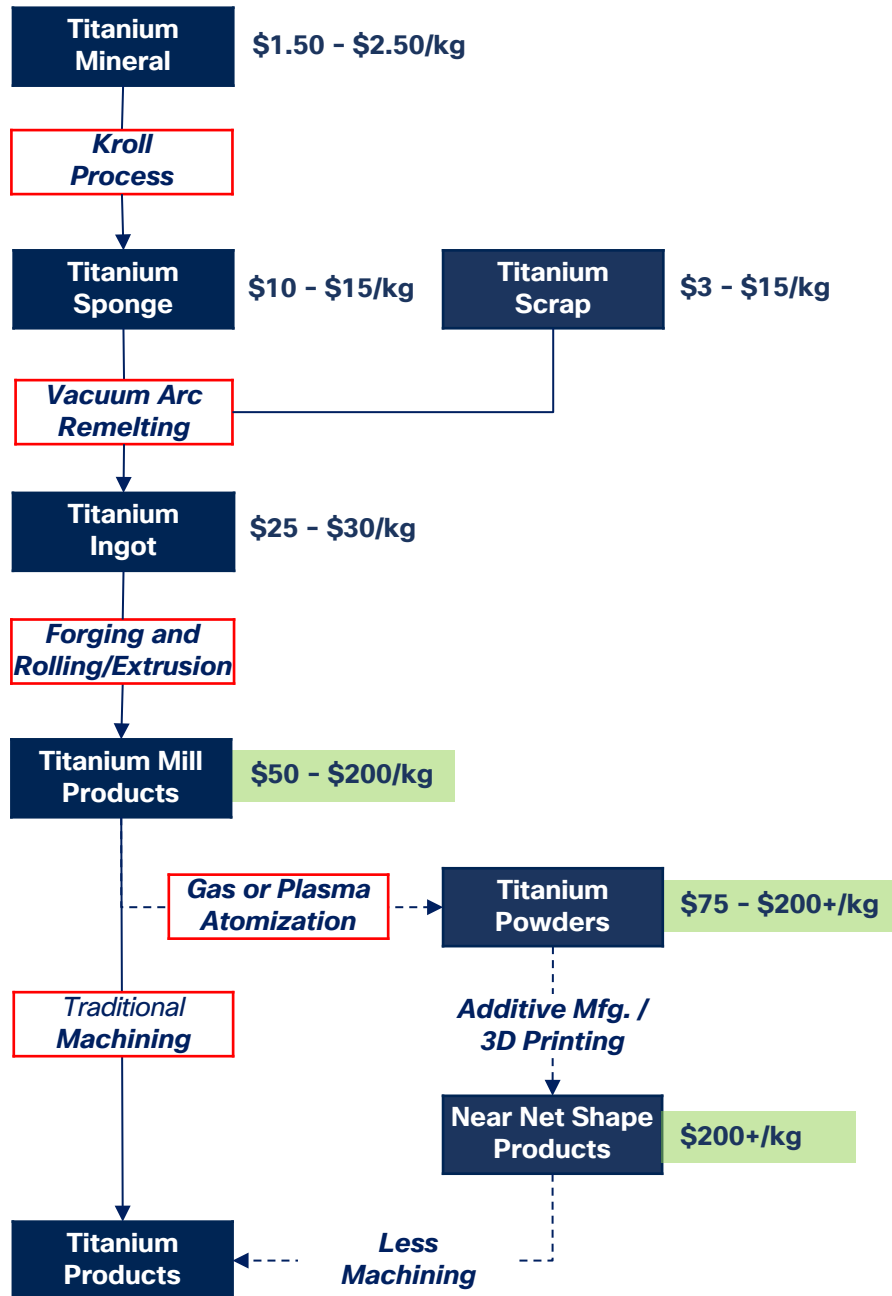 Titanium
Mineral
$1.50 – $2.50/kg
Kroll
Process
Titanium
Sponge
$10 – $15/kg
Titanium
Scrap
$3 – $15/kg
Vacuum Arc
Remelting
Titanium
Ingot
$25 – $30/kg
Forging and
Rolling/Extrusion
Titanium Mill
Products
$50 – $200/kg
Gas or Plasma
Atomization
Titanium
Powders
$75 – $200+/kg
Traditional
Machining
Additive Mfg. /
3D Printing
Near Net Shape
Products
$200+/kg
Titanium
Products
Less
Machining